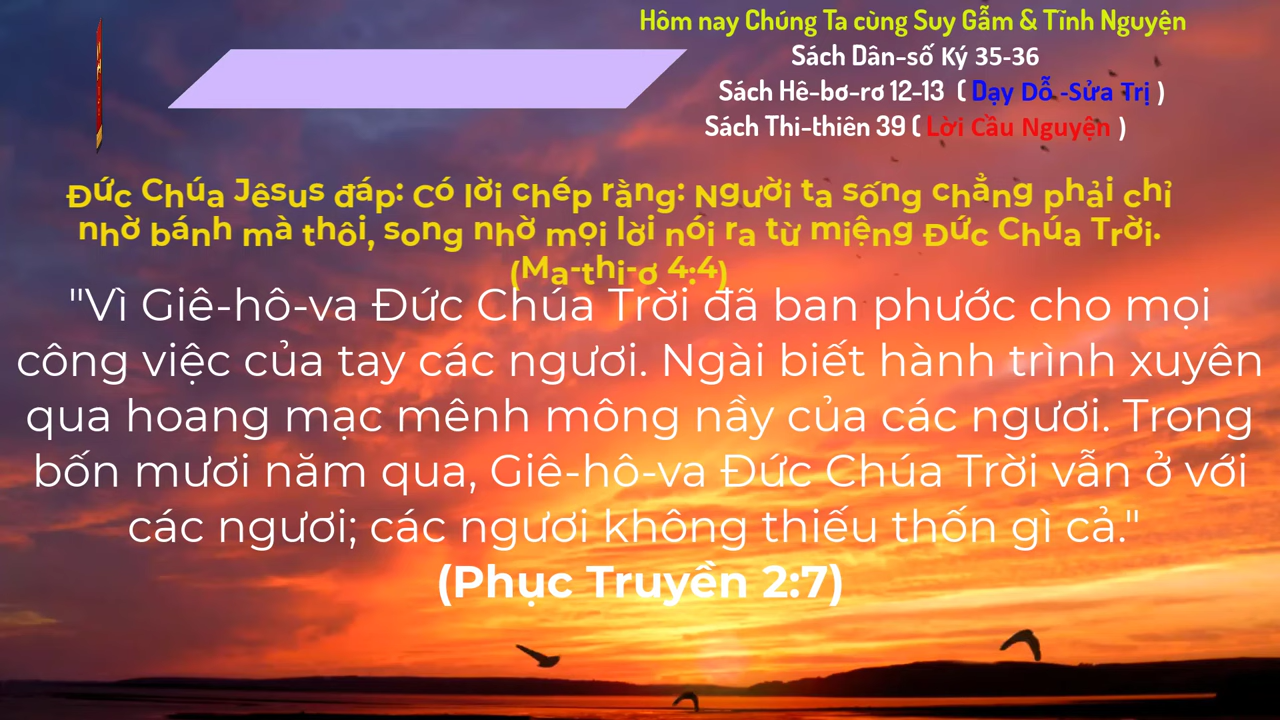 Hôm nay Chúng Ta cùng Suy Gẫm & Tĩnh Nguyện
Sách Dân-số Ký 35-36
Sách Hê-bơ-rơ 12-13 ( Dạy Dỗ -Sửa Trị )
Sách Thi-thiên 39 ( Lời Cầu Nguyện )
Đức Chúa Jêsus đáp: Có lời chép rằng: Người ta sống chẳng phải chỉ
nhờ bánh mà thôi, song nhờ mọi lời nói ra từ miệng Đức Chúa Trời.
(Ma-thi-ơ 4:4)
"Vì Giê-hô-va Đức Chúa Trời đã ban phước cho mọi
công việc của tay các ngươi. Ngài biết hành trình xuyên
qua hoang mạc mênh mông nầy của các ngươi. Trong
bốn mươi năm qua, Giê-hô-va Đức Chúa Trời vẫn ở với
các ngươi; các ngươi không thiếu thốn gì cả."
(Phục Truyền 2:7)